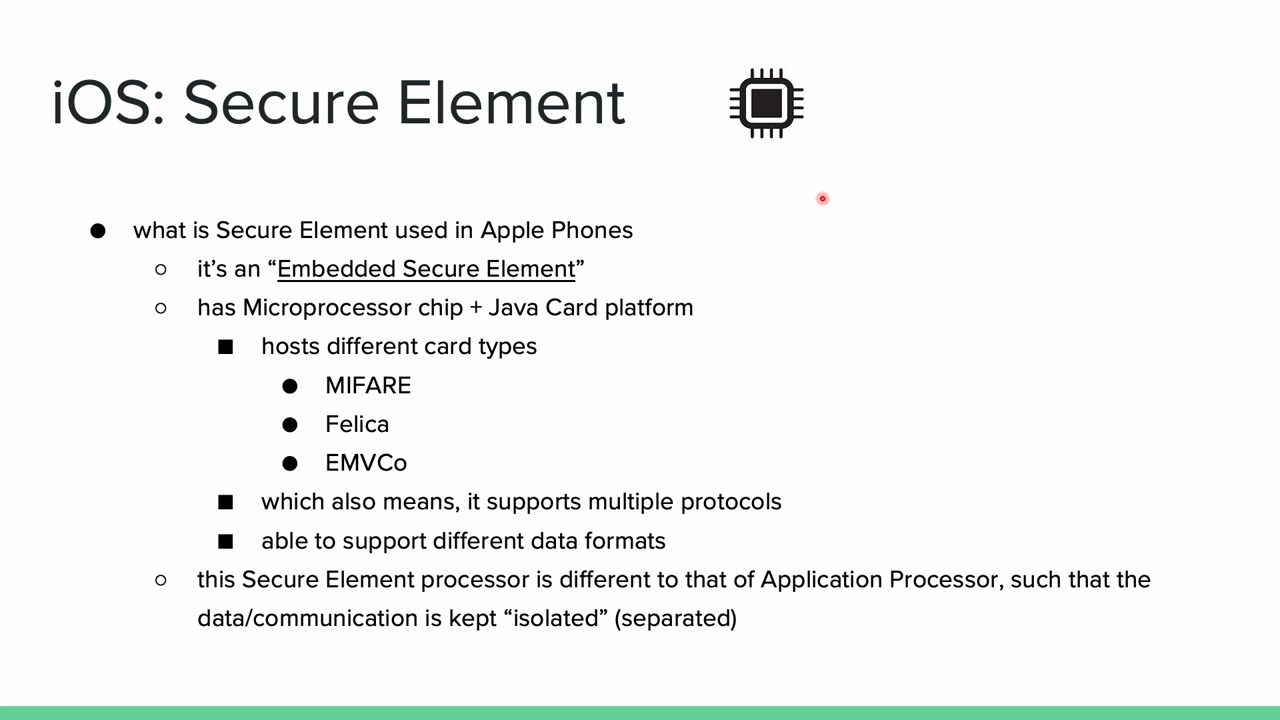 iOS: Secure Element
● what is Secure Element used in Apple Phones
○ it’s an “Embedded Secure Element”
○ has Microprocessor chip + Java Card platform
■ hosts different card types
● MIFARE
● Felica
● EMVCo
■ which also means, it supports multiple protocols
■ able to support different data formats
○ this Secure Element processor is different to that of Application Processor, such that the
data/communication is kept “isolated” (separated)